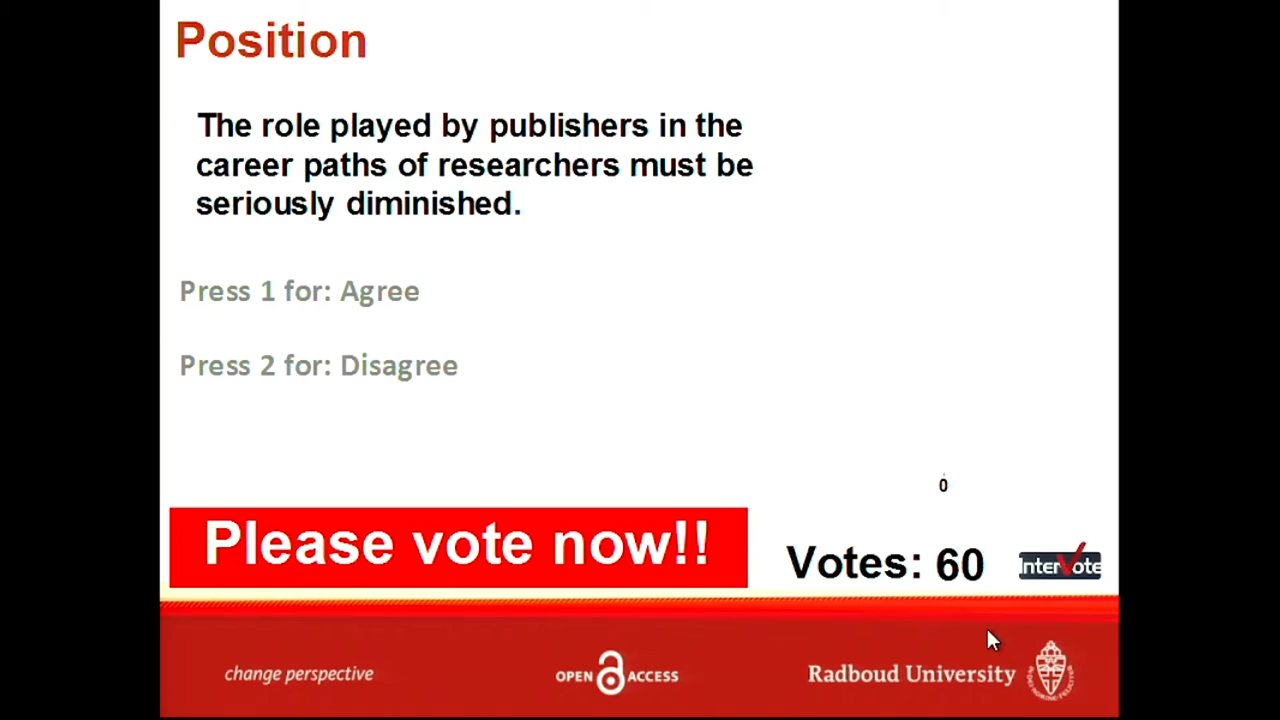 Position
The role played by publishers in the
career paths of researchers must be
seriously diminished.
Press 1 for: Agree
Press 2 for: Disagree
0
Please vote now!!
Votes: 60
InterVote
change perspective
OPEN ACCESS
Radboud University